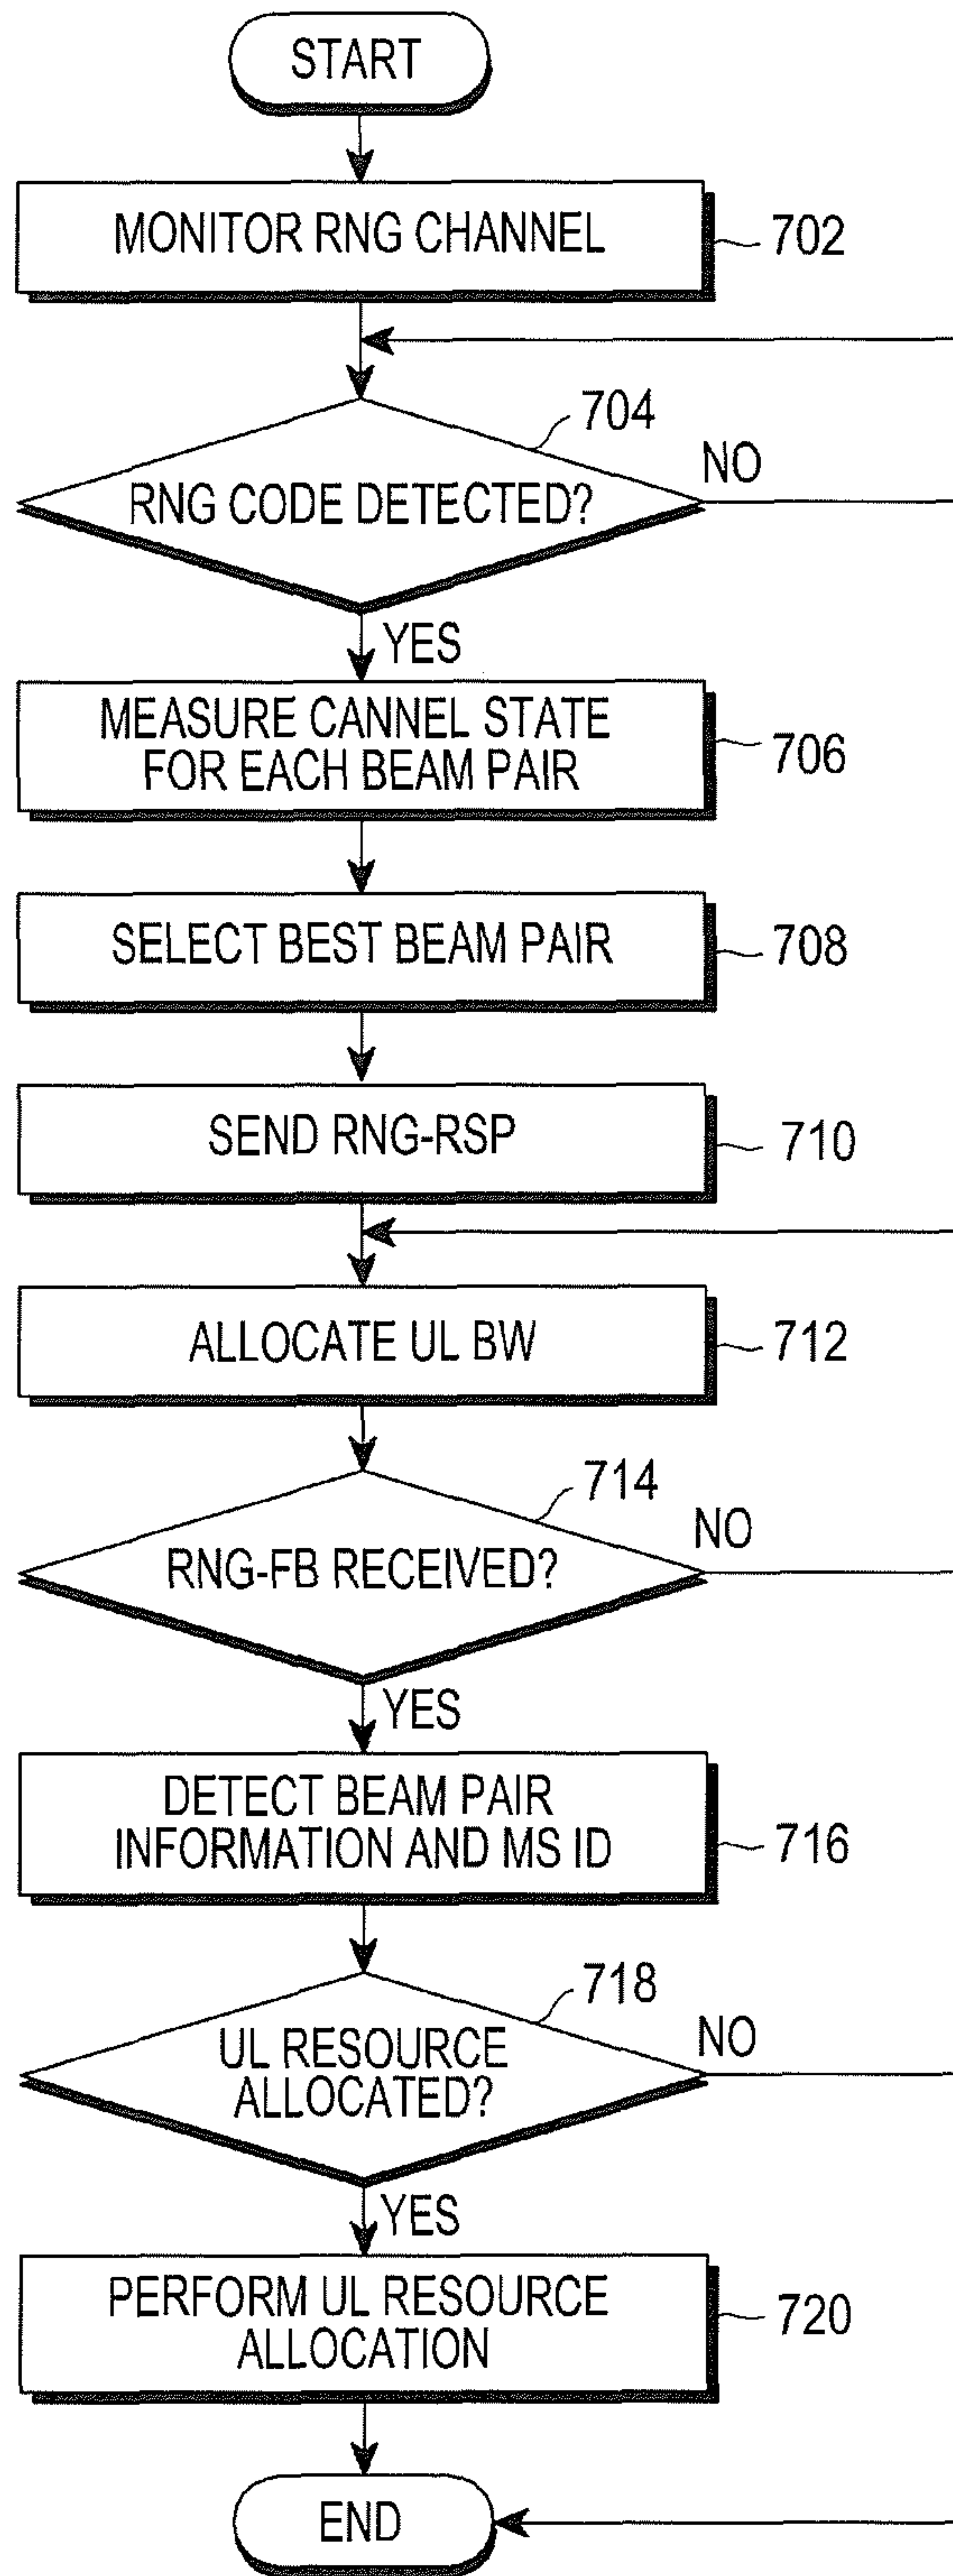 START
MONITOR RNG CHANNEL
702
704
RNG CODE DETECTED?
NO
YES
MEASURE CANNEL STATE
FOR EACH BEAM PAIR
706
SELECT BEST BEAM PAIR
708
SEND RNG-RSP
710
ALLOCATE UL BW
712
714
RNG-FB RECEIVED?
NO
YES
DETECT BEAM PAIR
INFORMATION AND MS ID
716
718
UL RESOURCE
ALLOCATED?
NO
YES
PERFORM UL RESOURCE
ALLOCATION
720
END